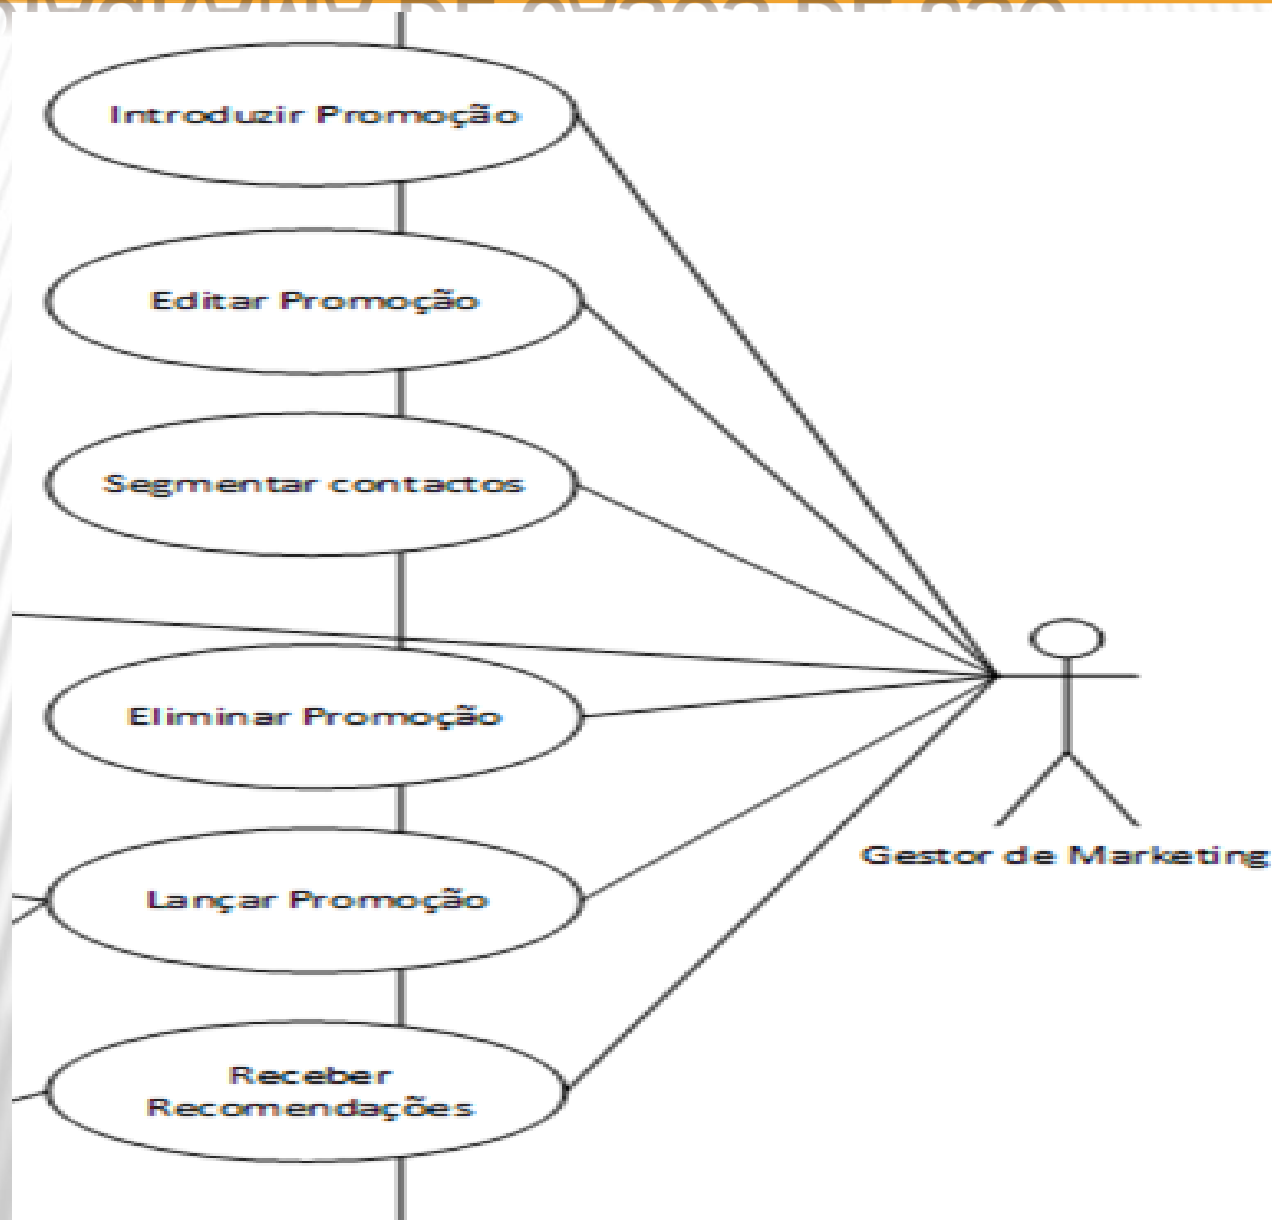 Introduzir Promoção
Editar Promoção
Segmentar contactos
Eliminar Promoção
Lançar Promoção
Gestor de Marketing
Receber
Recomendações